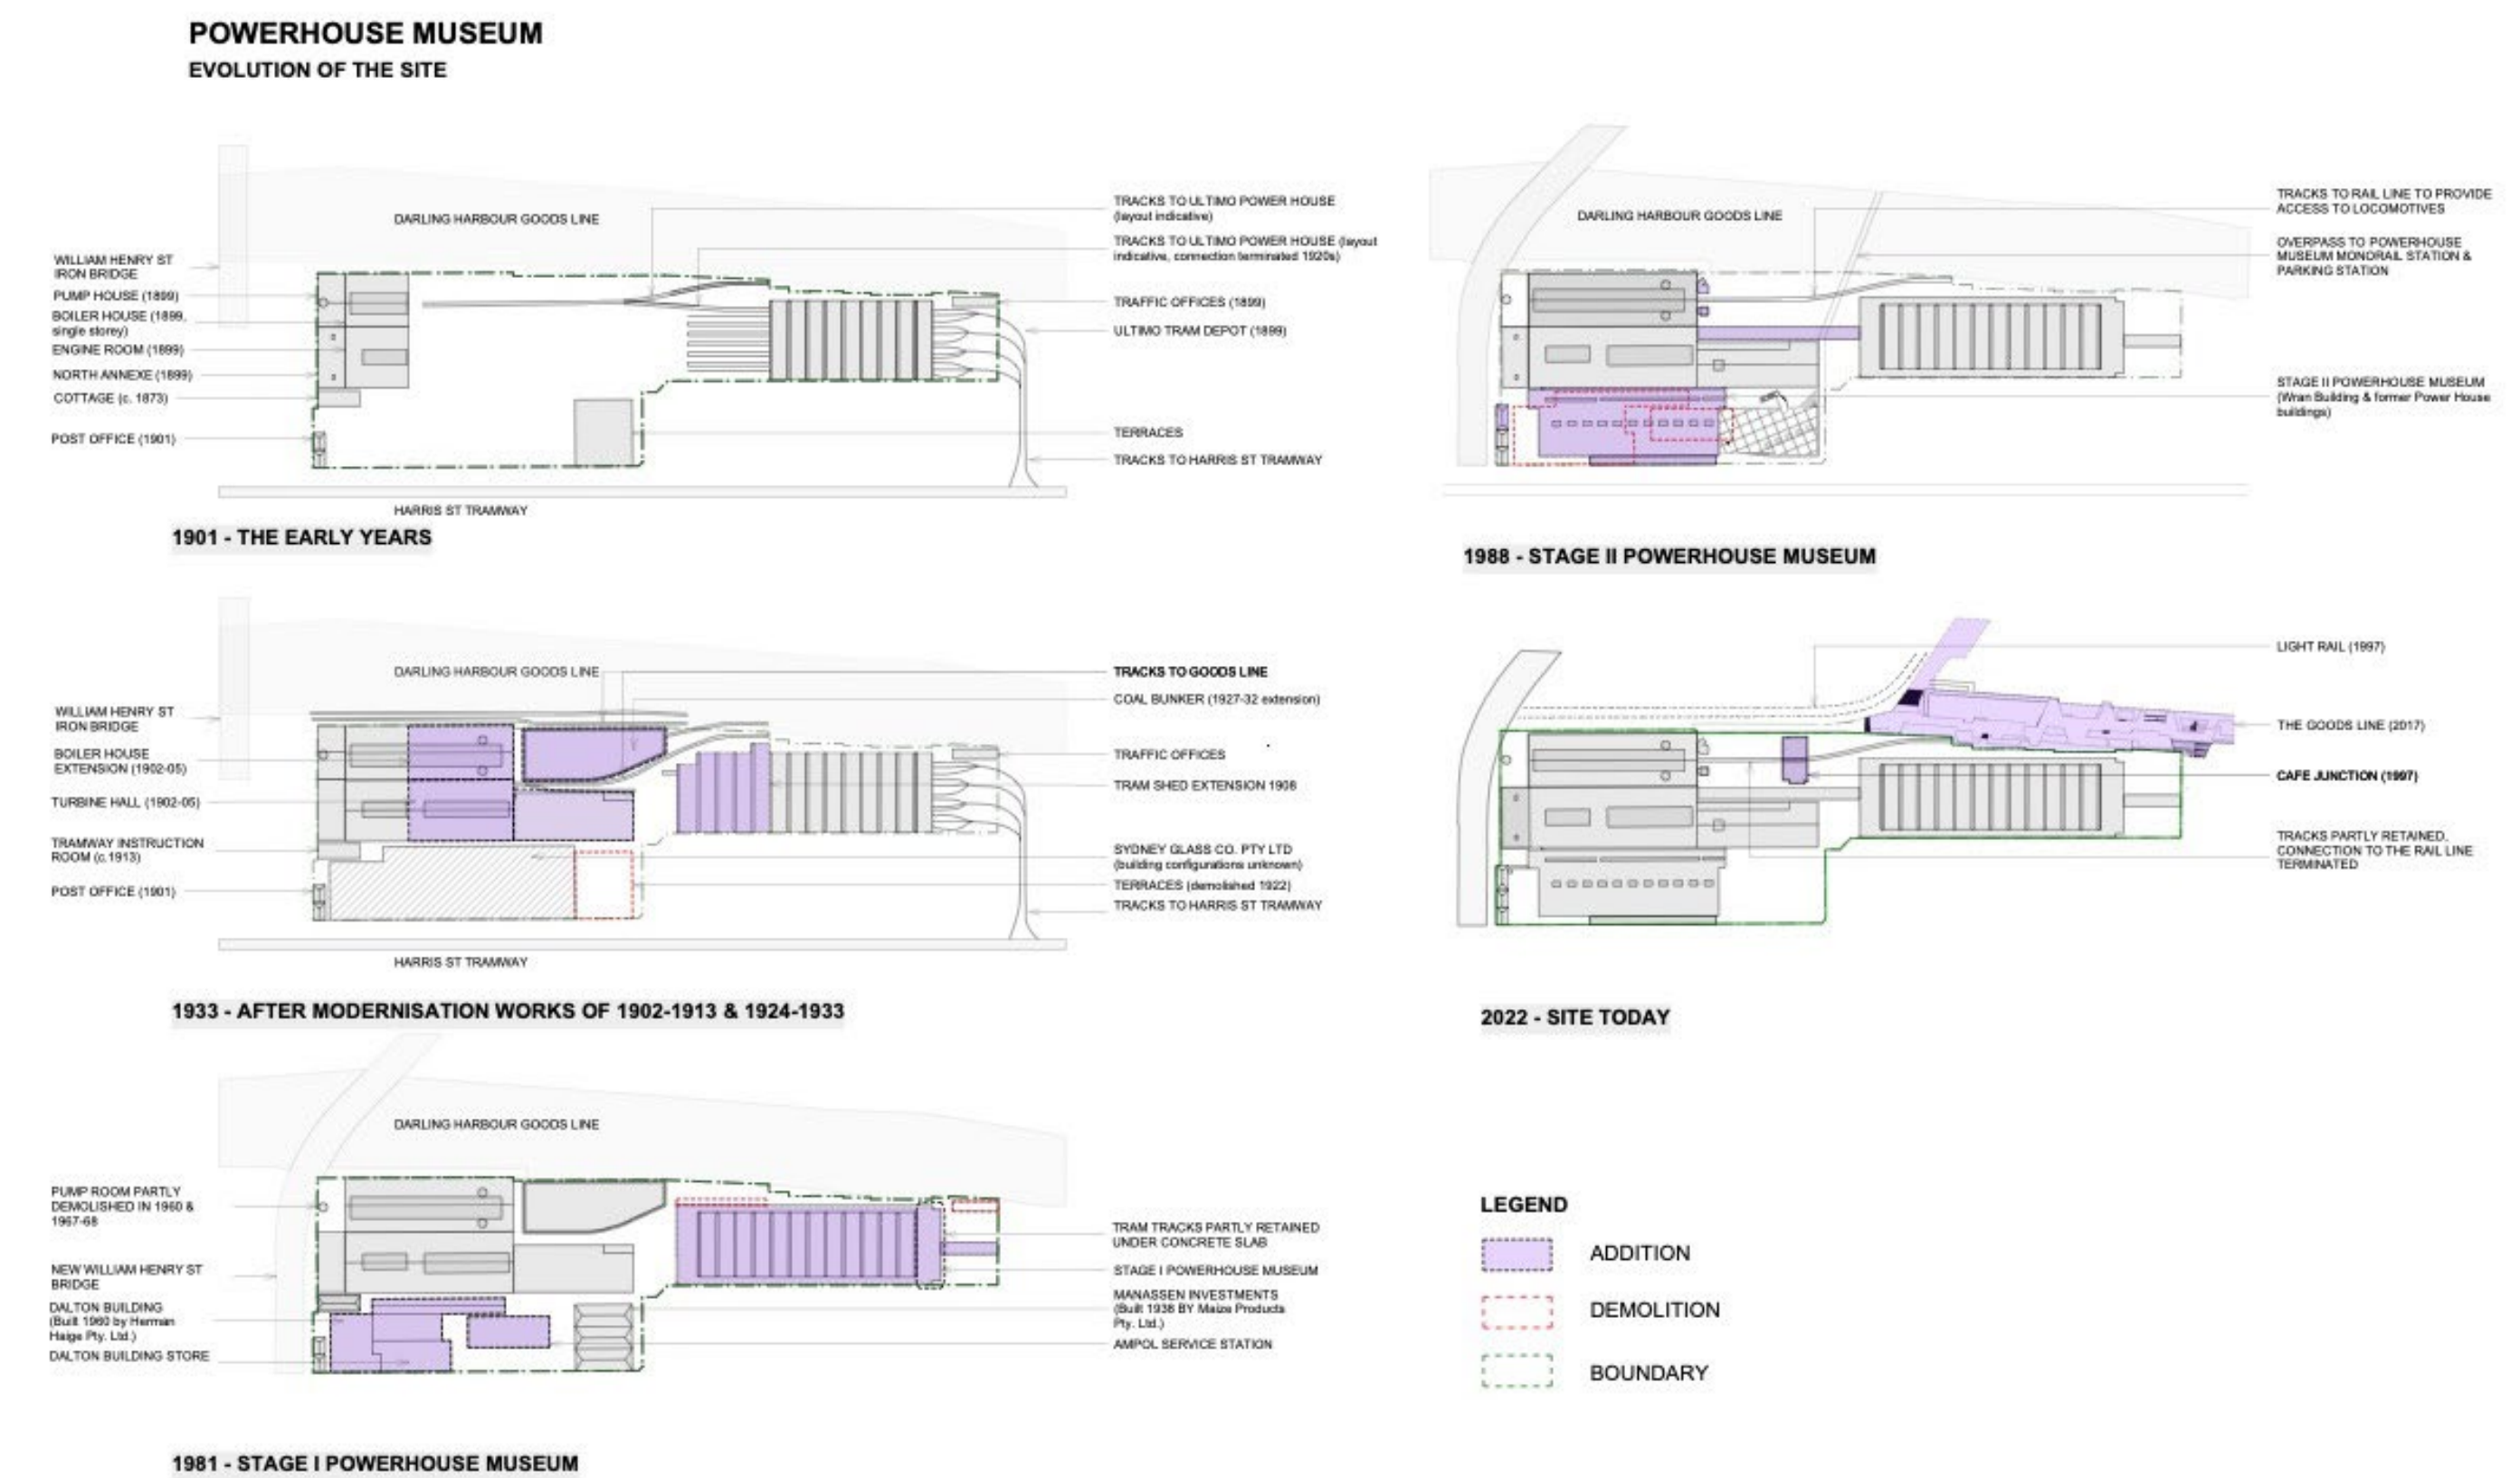 POWERHOUSE MUSEUM
EVOLUTION OF THE SITE
DARLING HARBOUR GOODS LINE
WILLIAM HENRY ST
IRON BRIDGE
PUMP HOUSE (1899)
BOILER HOUSE (1899,
single storey)
ENGINE ROOM (1899)
NORTH ANNEXE (1899)
COTTAGE (c. 1873)
POST OFFICE (1901)
TRACKS TO ULTIMO POWER HOUSE
(layout indicative)
TRACKS TO ULTIMO POWER HOUSE (layout
indicative, connection terminated 1920s)
TRAFFIC OFFICES (1899)
ULTIMO TRAM DEPOT (1899)
TERRACES
TRACKS TO HARRIS ST TRAMWAY
HARRIS ST TRAMWAY
1901 - THE EARLY YEARS
DARLING HARBOUR GOODS LINE
WILLIAM HENRY ST
IRON BRIDGE
BOILER HOUSE
EXTENSION (1902-05)
TURBINE HALL (1902-05)
TRAMWAY INSTRUCTION
ROOM (c.1913)
POST OFFICE (1901)
TRACKS TO GOODS LINE
COAL BUNKER (1927-32 extension)
TRAFFIC OFFICES
TRAM SHED EXTENSION 1908
SYDNEY GLASS CO. PTY LTD
(building configurations unknown)
TERRACES (demolished 1922)
TRACKS TO HARRIS ST TRAMWAY
HARRIS ST TRAMWAY
1933 - AFTER MODERNISATION WORKS OF 1902-1913 & 1924-1933
DARLING HARBOUR GOODS LINE
PUMP ROOM PARTLY
DEMOLISHED IN 1960 &
1967-68
NEW WILLIAM HENRY ST
BRIDGE
DALTON BUILDING
(Built 1960 by Herman
Haige Pty. Ltd.)
DALTON BUILDING STORE
TRAM TRACKS PARTLY RETAINED
UNDER CONCRETE SLAB
STAGE I POWERHOUSE MUSEUM
MANASSEN INVESTMENTS
(Built 1938 BY Maize Products
Pty. Ltd.)
AMPOL SERVICE STATION
1981 - STAGE I POWERHOUSE MUSEUM
DARLING HARBOUR GOODS LINE
TRACKS TO RAIL LINE TO PROVIDE
ACCESS TO LOCOMOTIVES
OVERPASS TO POWERHOUSE
MUSEUM MONORAIL STATION &
PARKING STATION
STAGE II POWERHOUSE MUSEUM
(Wran Building & former Power House
buildings)
1988 - STAGE II POWERHOUSE MUSEUM
LIGHT RAIL (1997)
THE GOODS LINE (2017)
CAFE JUNCTION (1997)
TRACKS PARTLY RETAINED,
CONNECTION TO THE RAIL LINE
TERMINATED
2022 - SITE TODAY
LEGEND
ADDITION
DEMOLITION
BOUNDARY